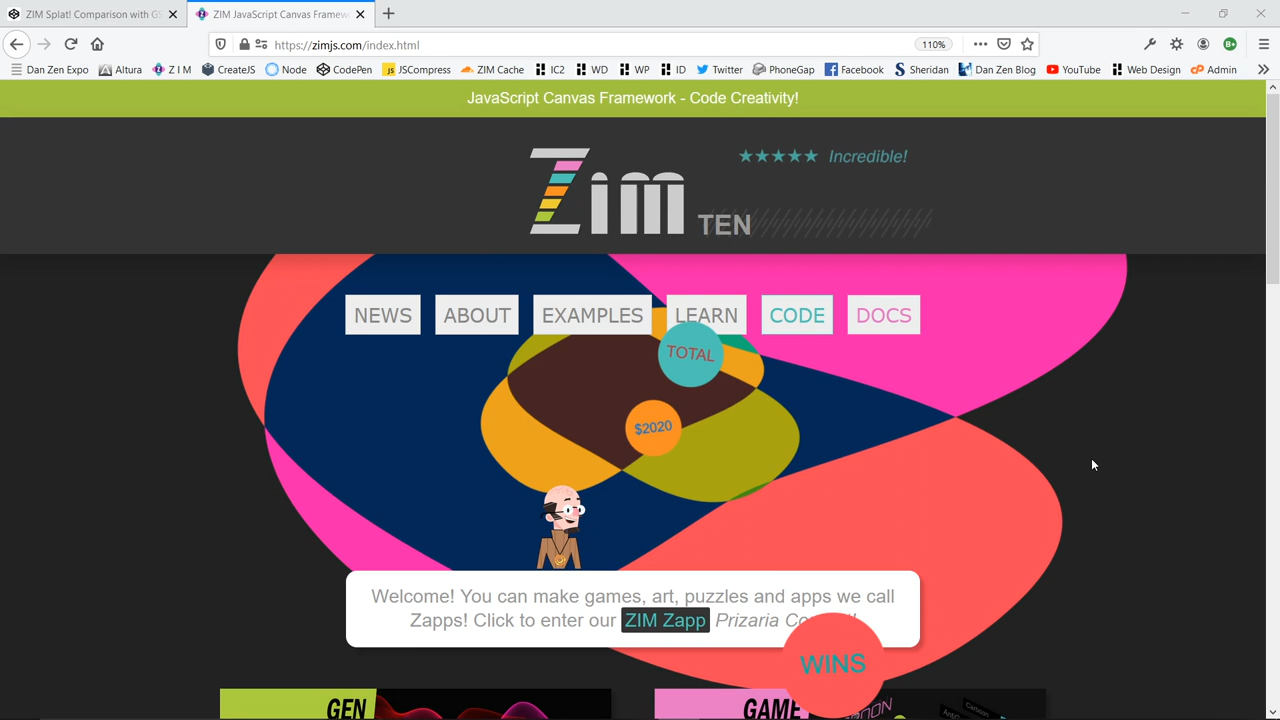 ZIM Splat! Comparison with GS
ZIM JavaScript Canvas Framew
https://zimjs.com/index.html
110%
Dan Zen Expo
Altura
Z I M
CreateJS
Node
CodePen
JS
JSCompress
ZIM Cache
IC2
WD
WP
ID
Twitter
PhoneGap
Facebook
Sheridan
Dan Zen Blog
YouTube
Web Design
Admin
JavaScript Canvas Framework - Code Creativity!
★★★★★ Incredible!
Zim TEN
NEWS ABOUT EXAMPLES LEARN CODE DOCS
TOTAL
$2020
Welcome! You can make games, art, puzzles and apps we call
Zapps! Click to enter our ZIM Zapp Prizaria
WINS
GEN
GAME
Cartoon